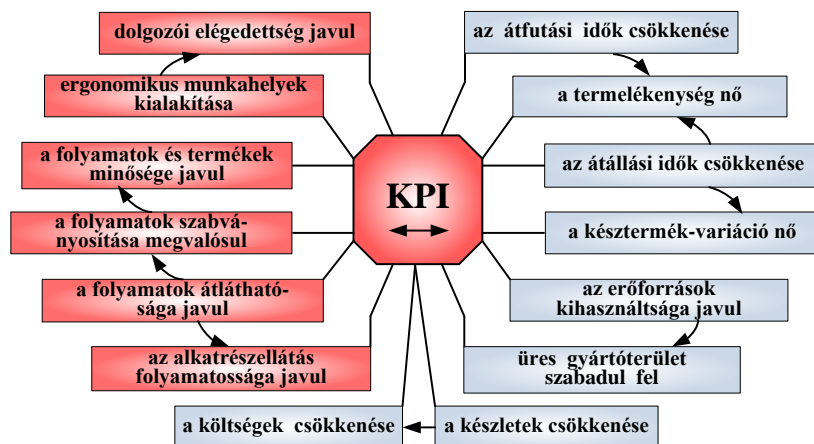 dolgozói elégedettség javul
ergonomikus munkahelyek
kialakítása
a folyamatok és termékek
minősége javul
a folyamatok szabvá-
nyosítása megvalósul
a folyamatok átlátható-
sága javul
az alkatrészellátás
folyamatossága javul
a költségek csökkenése
KPI
az átfutási idők csökkenése
a termelékenység nő
az átállási idők csökkenése
a késztermék-variáció nő
az erőforrások
kihasználtsága javul
üres gyártóterület
szabadul fel
a készletek csökkenése